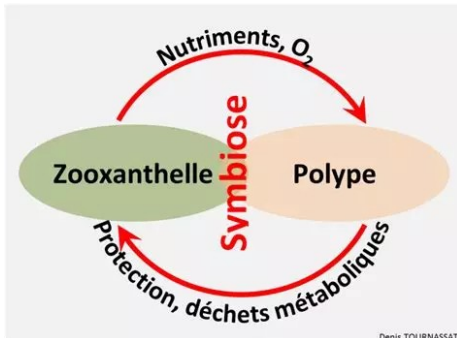 Nutriments, O2
Symbiose
Zooxanthelle
Polype
Protection, déchets métaboliques
Denis TOURNASSAT